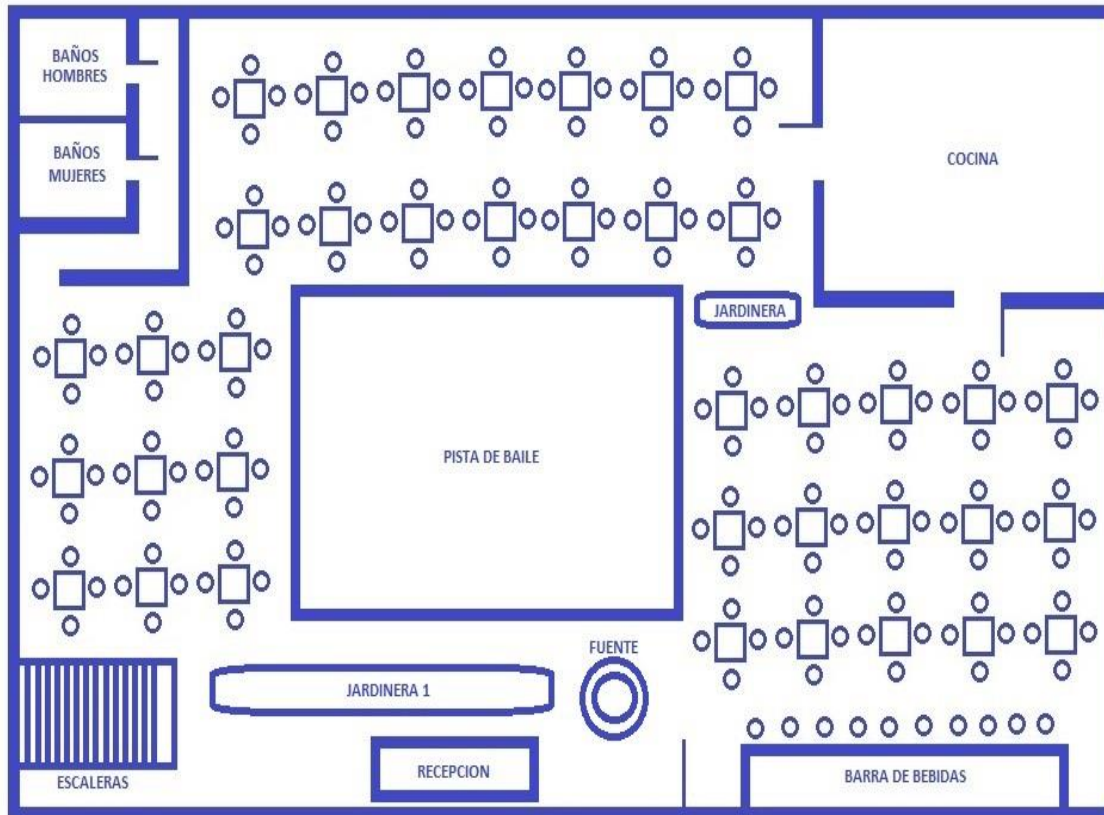 BAÑOS
HOMBRES
BAÑOS
MUJERES
COCINA
JARDINERA
PISTA DE BAILE
FUENTE
JARDINERA 1
RECEPCION
ESCALERAS
BARRA DE BEBIDAS